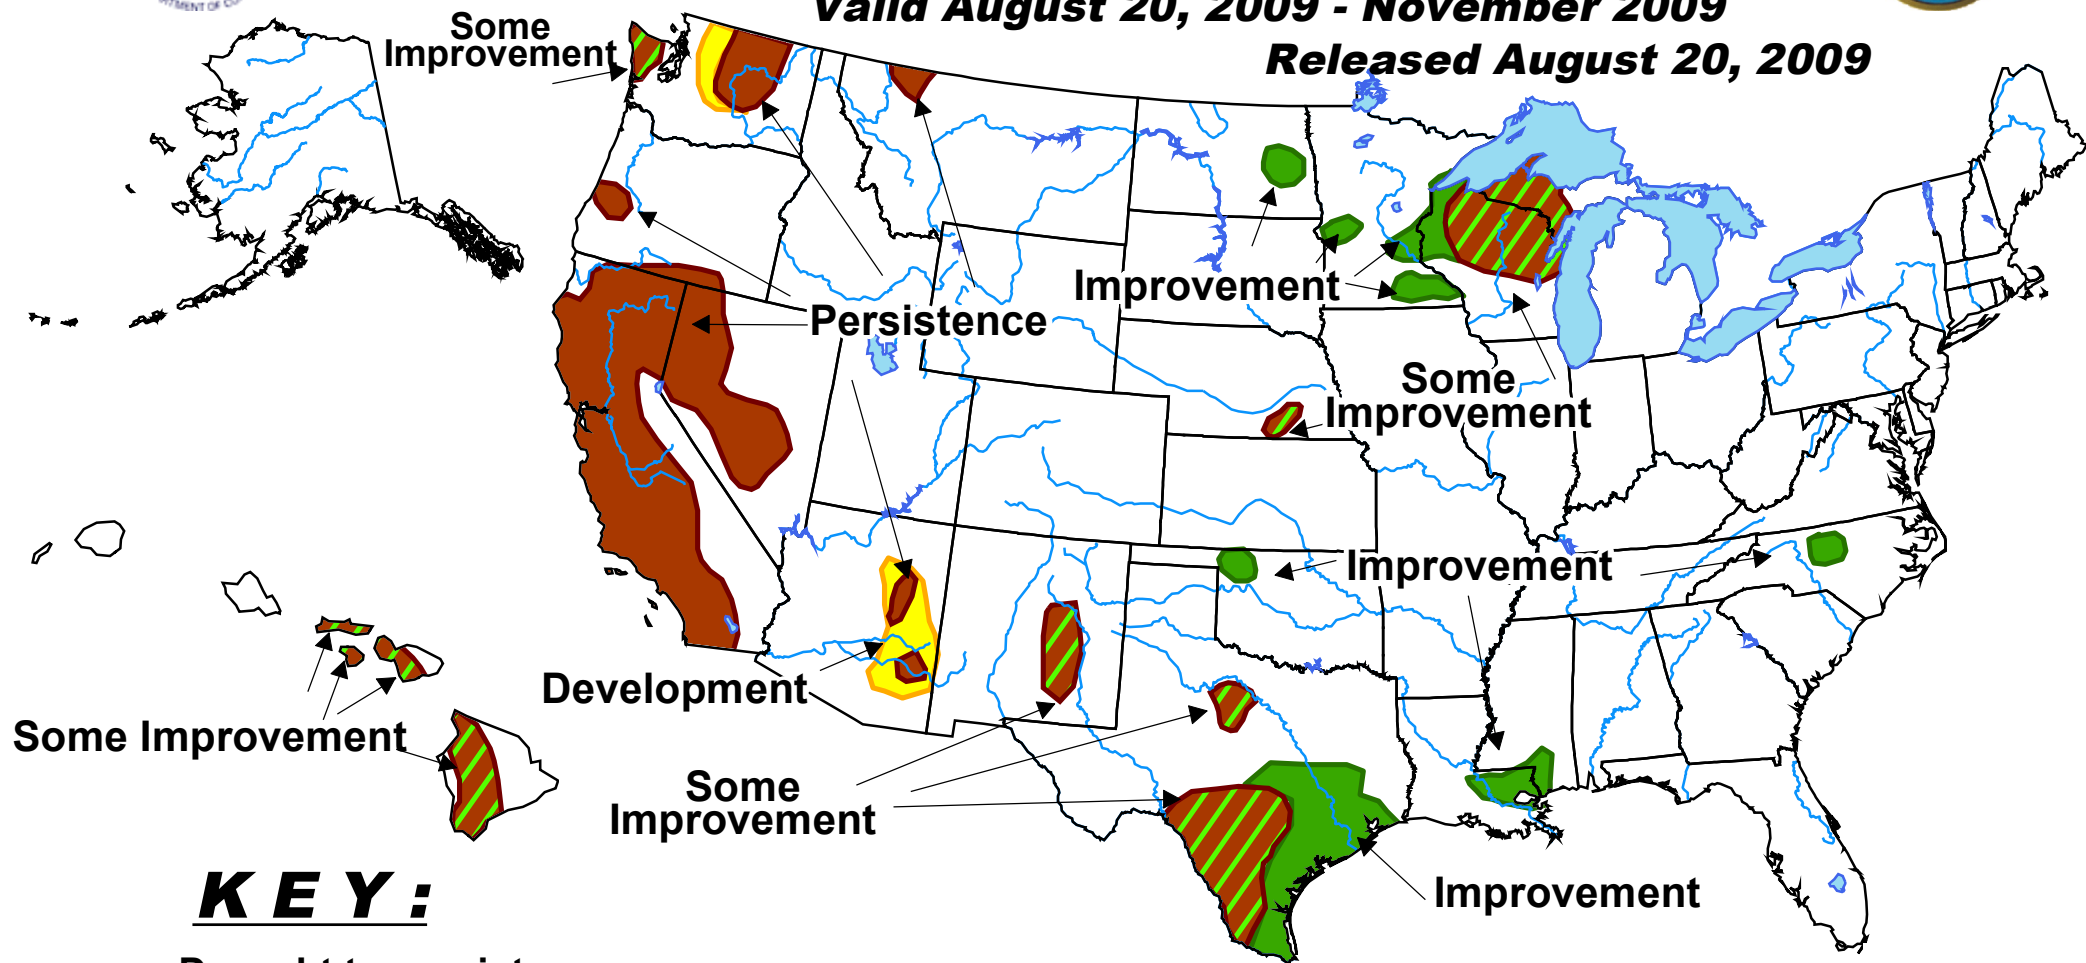 Valid August 20, 2009 - November 2009
Released August 20, 2009
Some
Improvement
Improvement
Persistence
Some
Improvement
Improvement
Development
Some Improvement
Some
Improvement
Improvement
KEY: